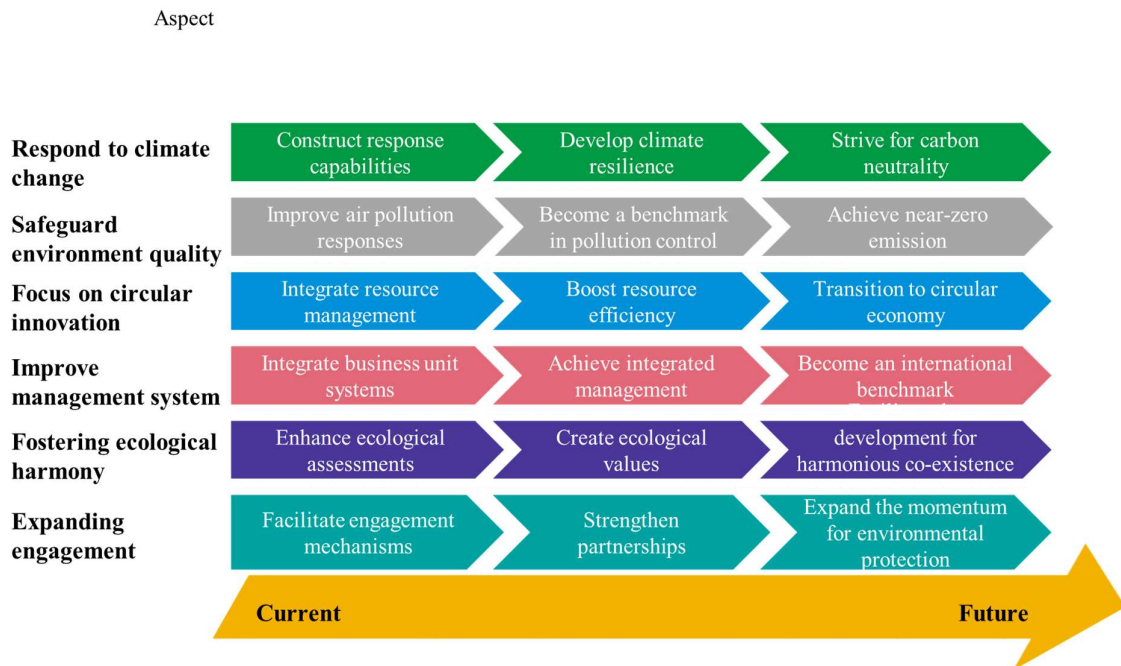 Aspect
Respond to climate
change
Construct response
capabilities
Develop climate
resilience
Strive for carbon
neutrality
Safeguard
environment quality
Improve air pollution
responses
Become a benchmark
in pollution control
Achieve near-zero
emission
Focus on circular
innovation
Integrate resource
management
Boost resource
efficiency
Transition to circular
economy
Improve
management system
Integrate business unit
systems
Achieve integrated
management
Become an international
benchmark
Fostering ecological
harmony
Enhance ecological
assessments
Create ecological
values
development for
harmonious co-existence
Expanding
engagement
Facilitate engagement
mechanisms
Strengthen
partnerships
Expand the momentum
for environmental
protection
Current
Future